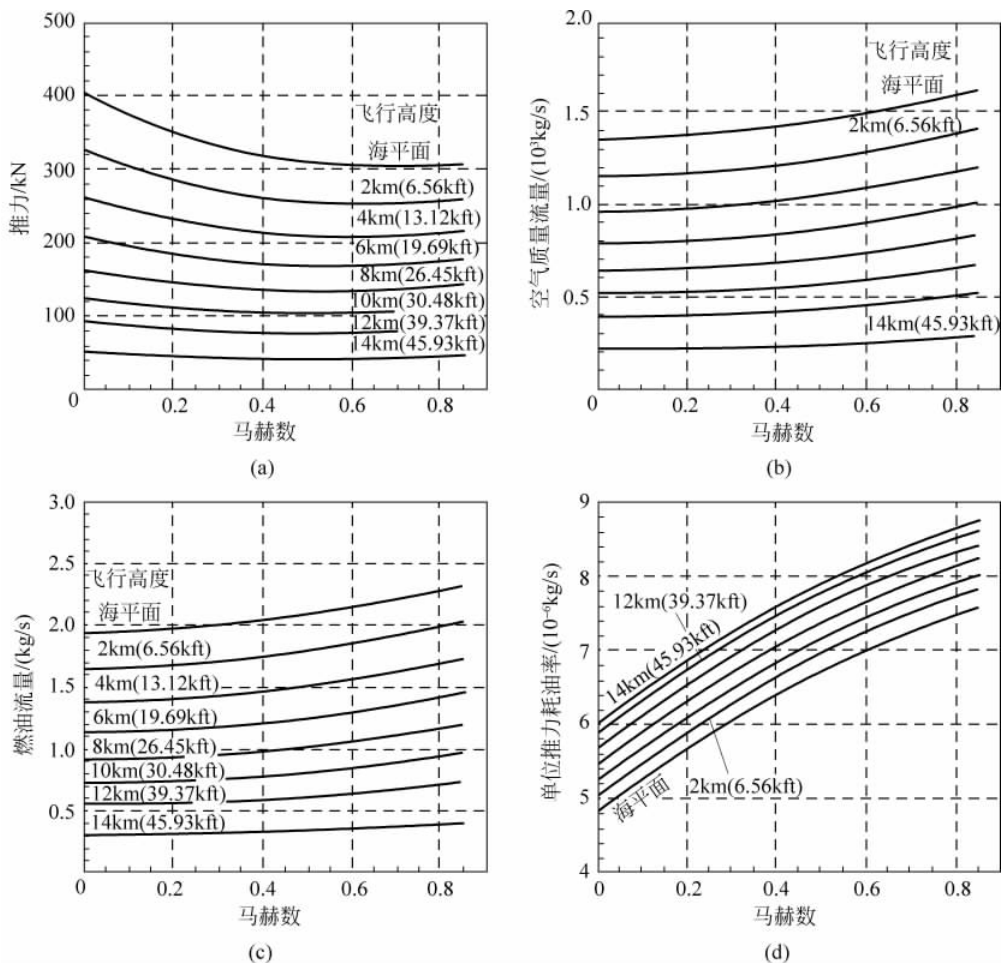 500
400
300
200
100
0
推力/kN
飞行高度
海平面
2km(6.56kft)
4km(13.12kft)
6km(19.69kft)
8km(26.45kft)
10km(30.48kft)
12km(39.37kft)
14km(45.93kft)
0.2
0.4
0.6
0.8
马赫数
(a)
2.0
1.5
1.0
0.5
0
空气质量流量/(10³kg/s)
飞行高度
海平面
2km(6.56kft)
14km(45.93kft)
0.2
0.4
0.6
0.8
马赫数
(b)
3.0
2.5
2.0
1.5
1.0
0.5
0
燃油流量/(kg/s)
飞行高度
海平面
2km(6.56kft)
4km(13.12kft)
6km(19.69kft)
8km(26.45kft)
10km(30.48kft)
12km(39.37kft)
14km(45.93kft)
0.2
0.4
0.6
0.8
马赫数
(c)
9
8
7
6
5
4
单位推力耗油率/(10⁻⁶kg/s)
12km(39.37kft)
14km(45.93kft)
海平面
2km(6.56kft)
0
0.2
0.4
0.6
0.8
马赫数
(d)